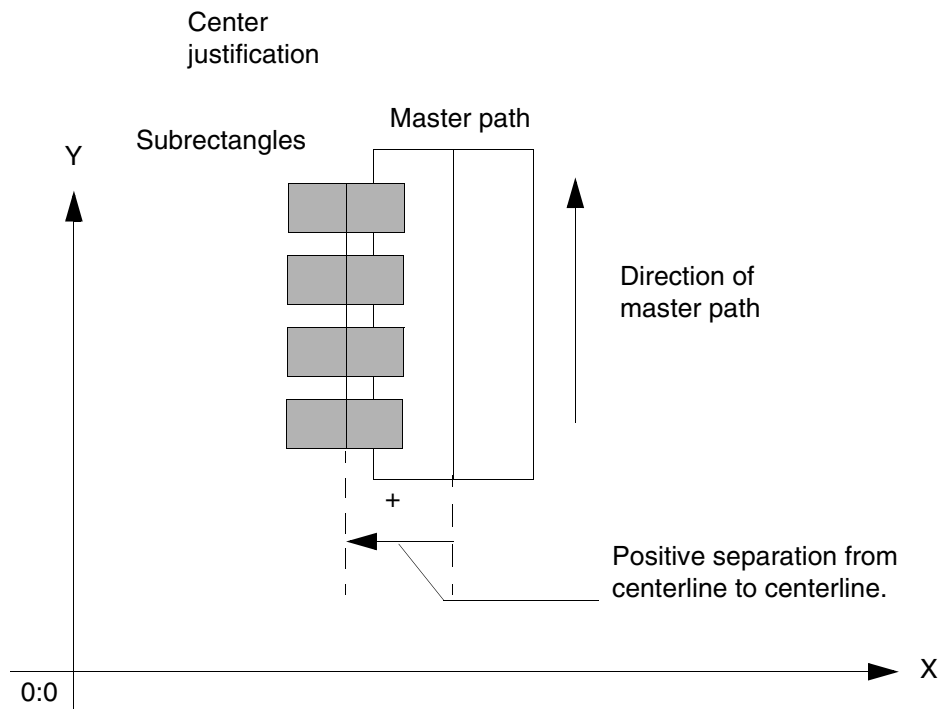 Center
justification
Master path
Subrectangles
Y
Direction of
master path
+
Positive separation from
centerline to centerline.
X
0:0